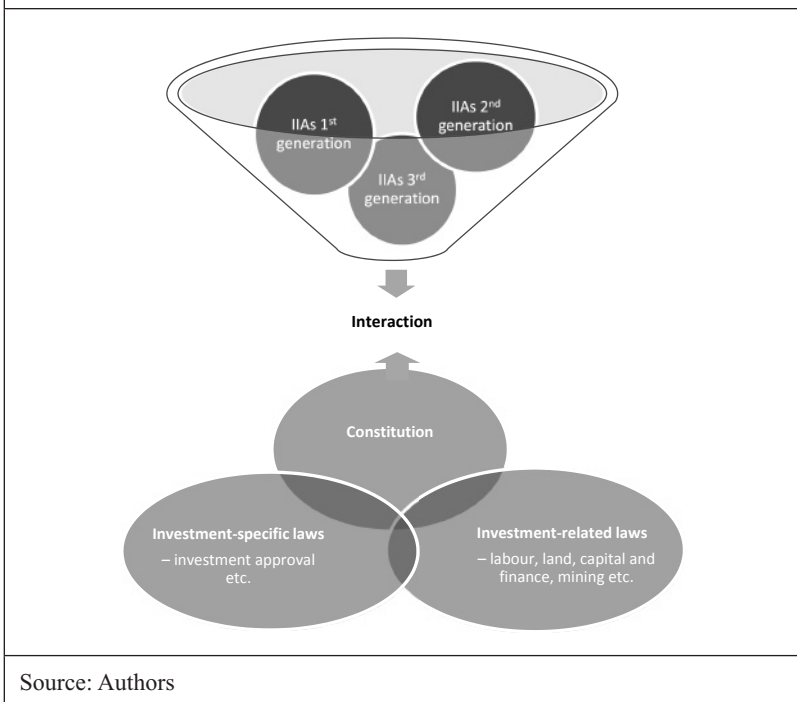 IIAs 1st
generation
IIAs 2nd
generation
IIAs 3rd
generation
Interaction
Constitution
Investment-specific laws
– investment approval
etc.
Investment-related laws
– labour, land, capital and
finance, mining etc.
Source: Authors